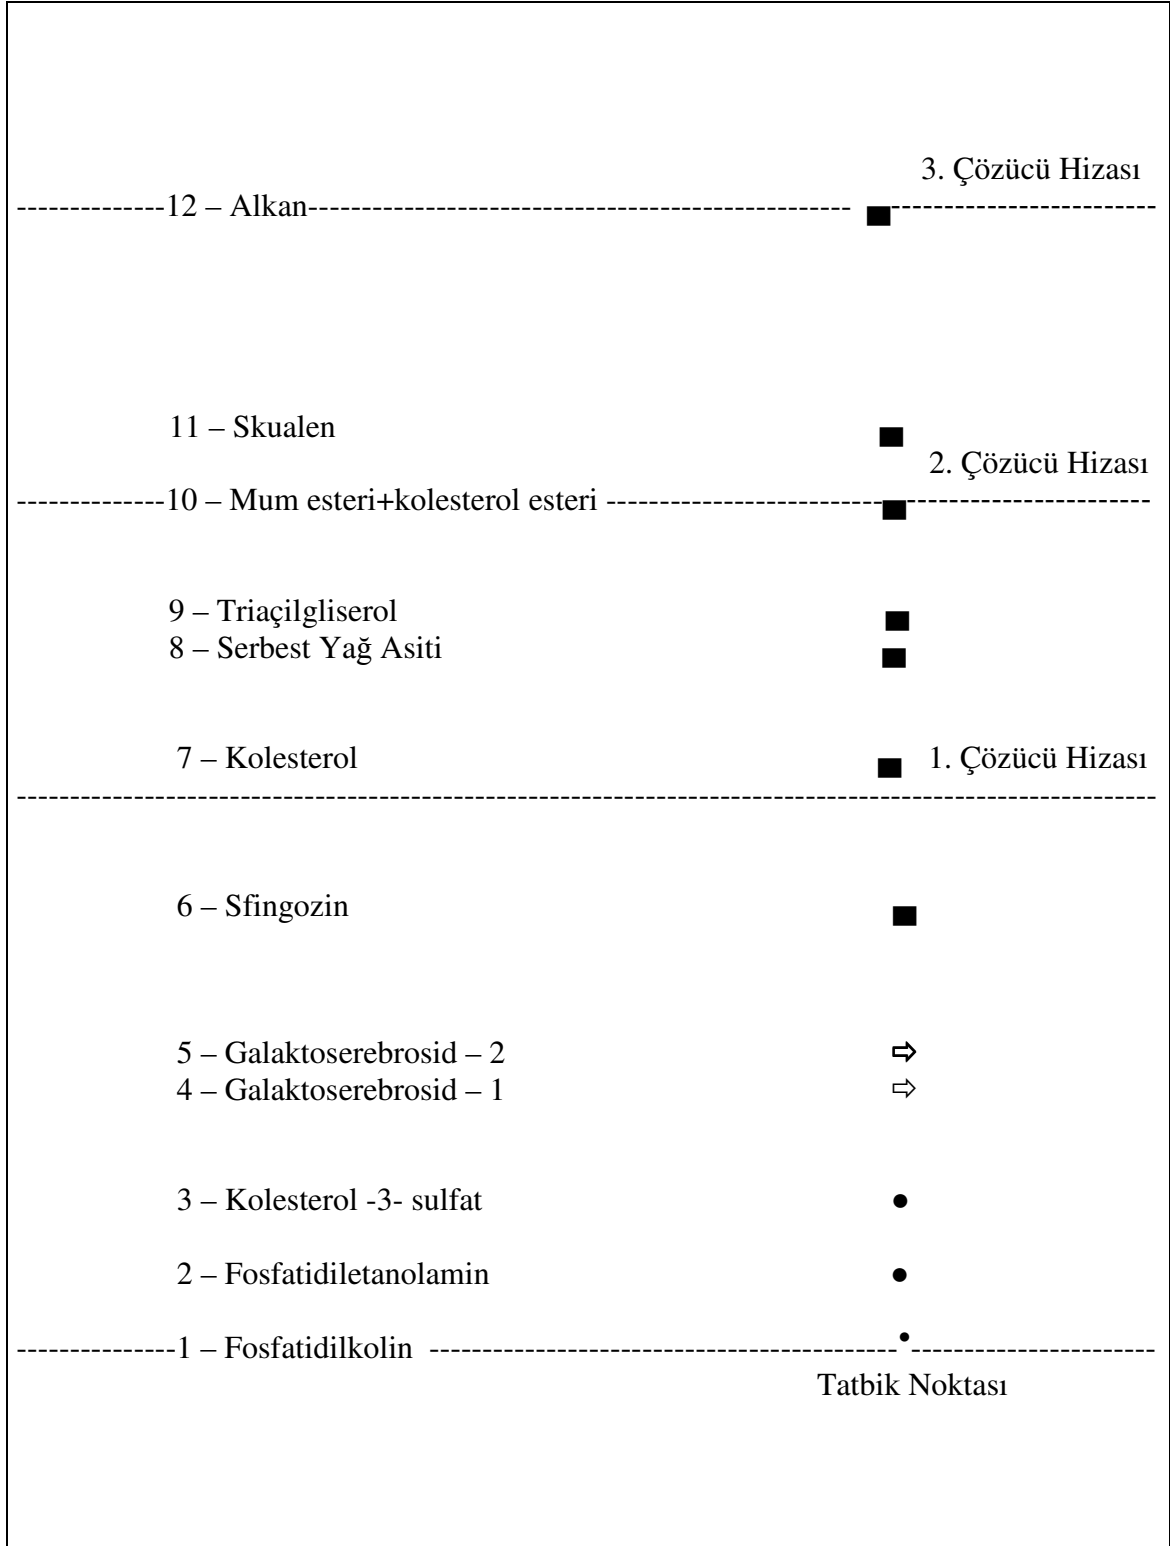 3. Çözücü Hizası
--------------12 – Alkan----------------------------------------------------
11 – Skualen
2. Çözücü Hizası
--------------10 – Mum esteri+kolesterol esteri --------------------------
9 – Triaçilgliserol
8 – Serbest Yağ Asiti
7 – Kolesterol 1. Çözücü Hizası
6 – Sfingozin
5 – Galaktoserebrosid – 2
4 – Galaktoserebrosid – 1
3 – Kolesterol -3- sulfat
2 – Fosfatidiletanolamin
---------------1 – Fosfatidilkolin --------------------------------------------
Tatbik Noktası